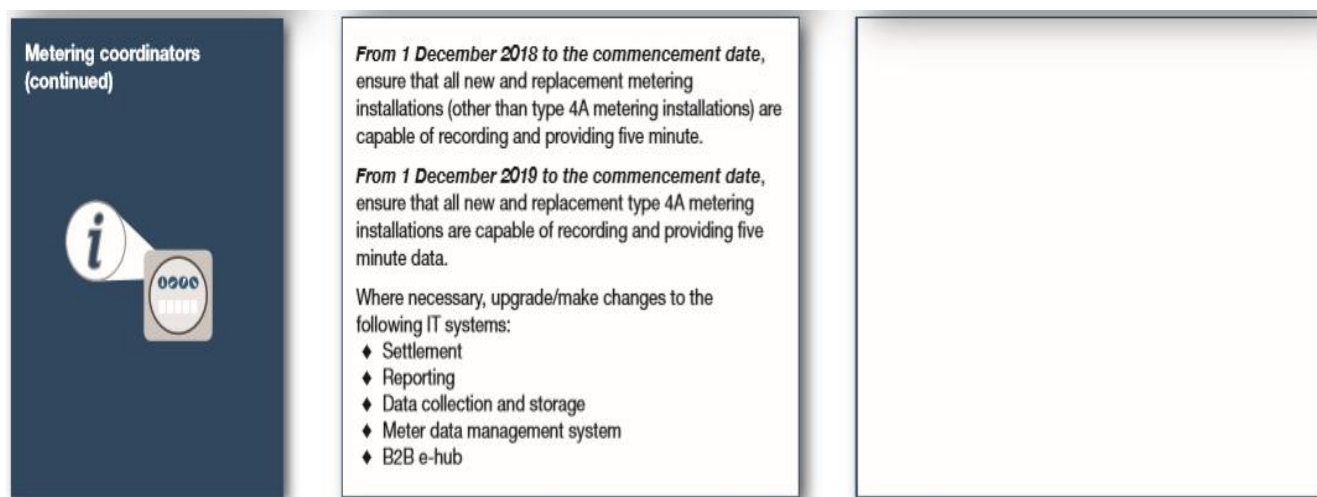 Metering coordinators
(continued)
i
From 1 December 2018 to the commencement date,
ensure that all new and replacement metering
installations (other than type 4A metering installations) are
capable of recording and providing five minute.
From 1 December 2019 to the commencement date,
ensure that all new and replacement type 4A metering
installations are capable of recording and providing five
minute data.
Where necessary, upgrade/make changes to the
following IT systems:
♦ Settlement
♦ Reporting
♦ Data collection and storage
♦ Meter data management system
♦ B2B e-hub